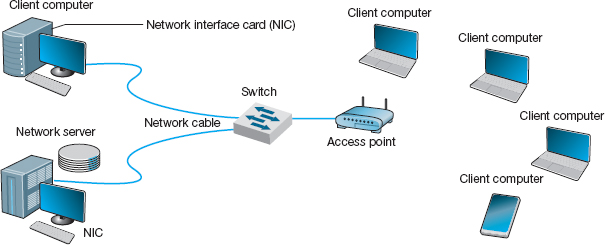 Client computer
Network interface card (NIC)
Client computer
Client computer
Switch
Network cable
Network server
Access point
Client computer
Client computer
NIC